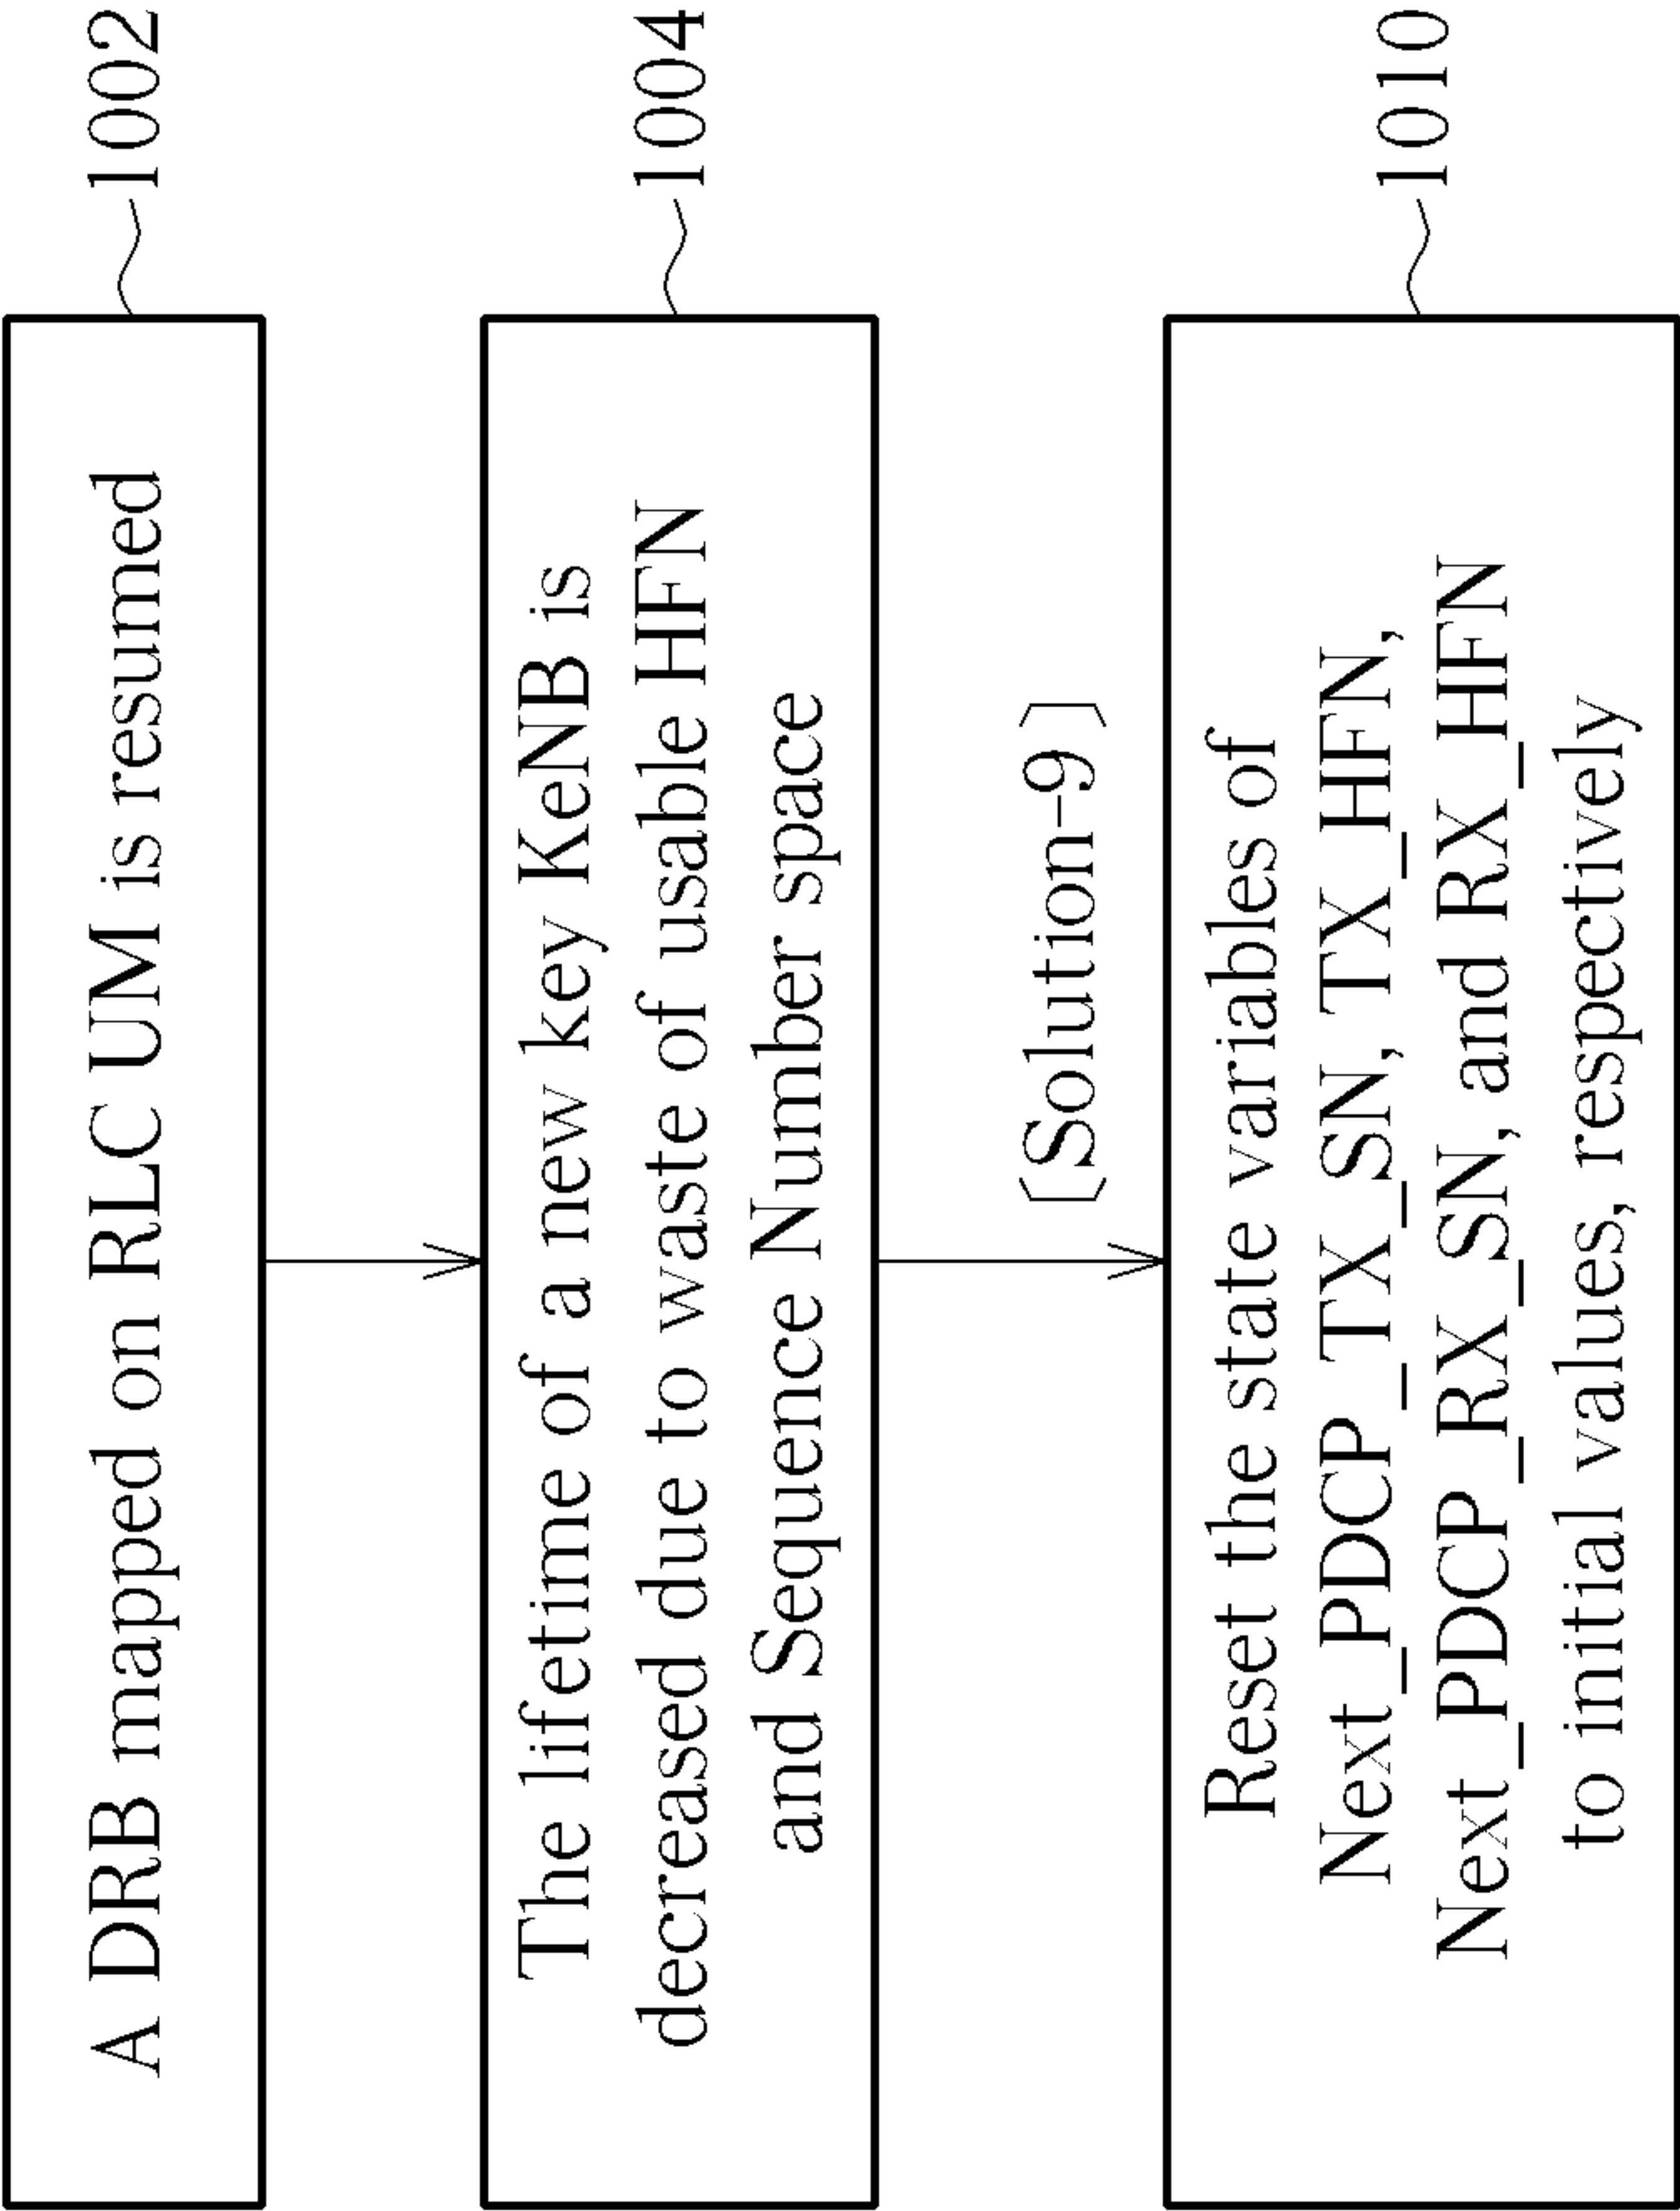 A DRB mapped on RLC UM is resumed
1002
The lifetime of a new key KeNB is
decreased due to waste of usable HFN
and Sequence Number space
1004
(Solution-9)
Reset the state variables of
Next_PDCP_TX_SN, TX_HFN,
Next_PDCP_RX_SN, and RX_HFN
to initial values, respectively
1010